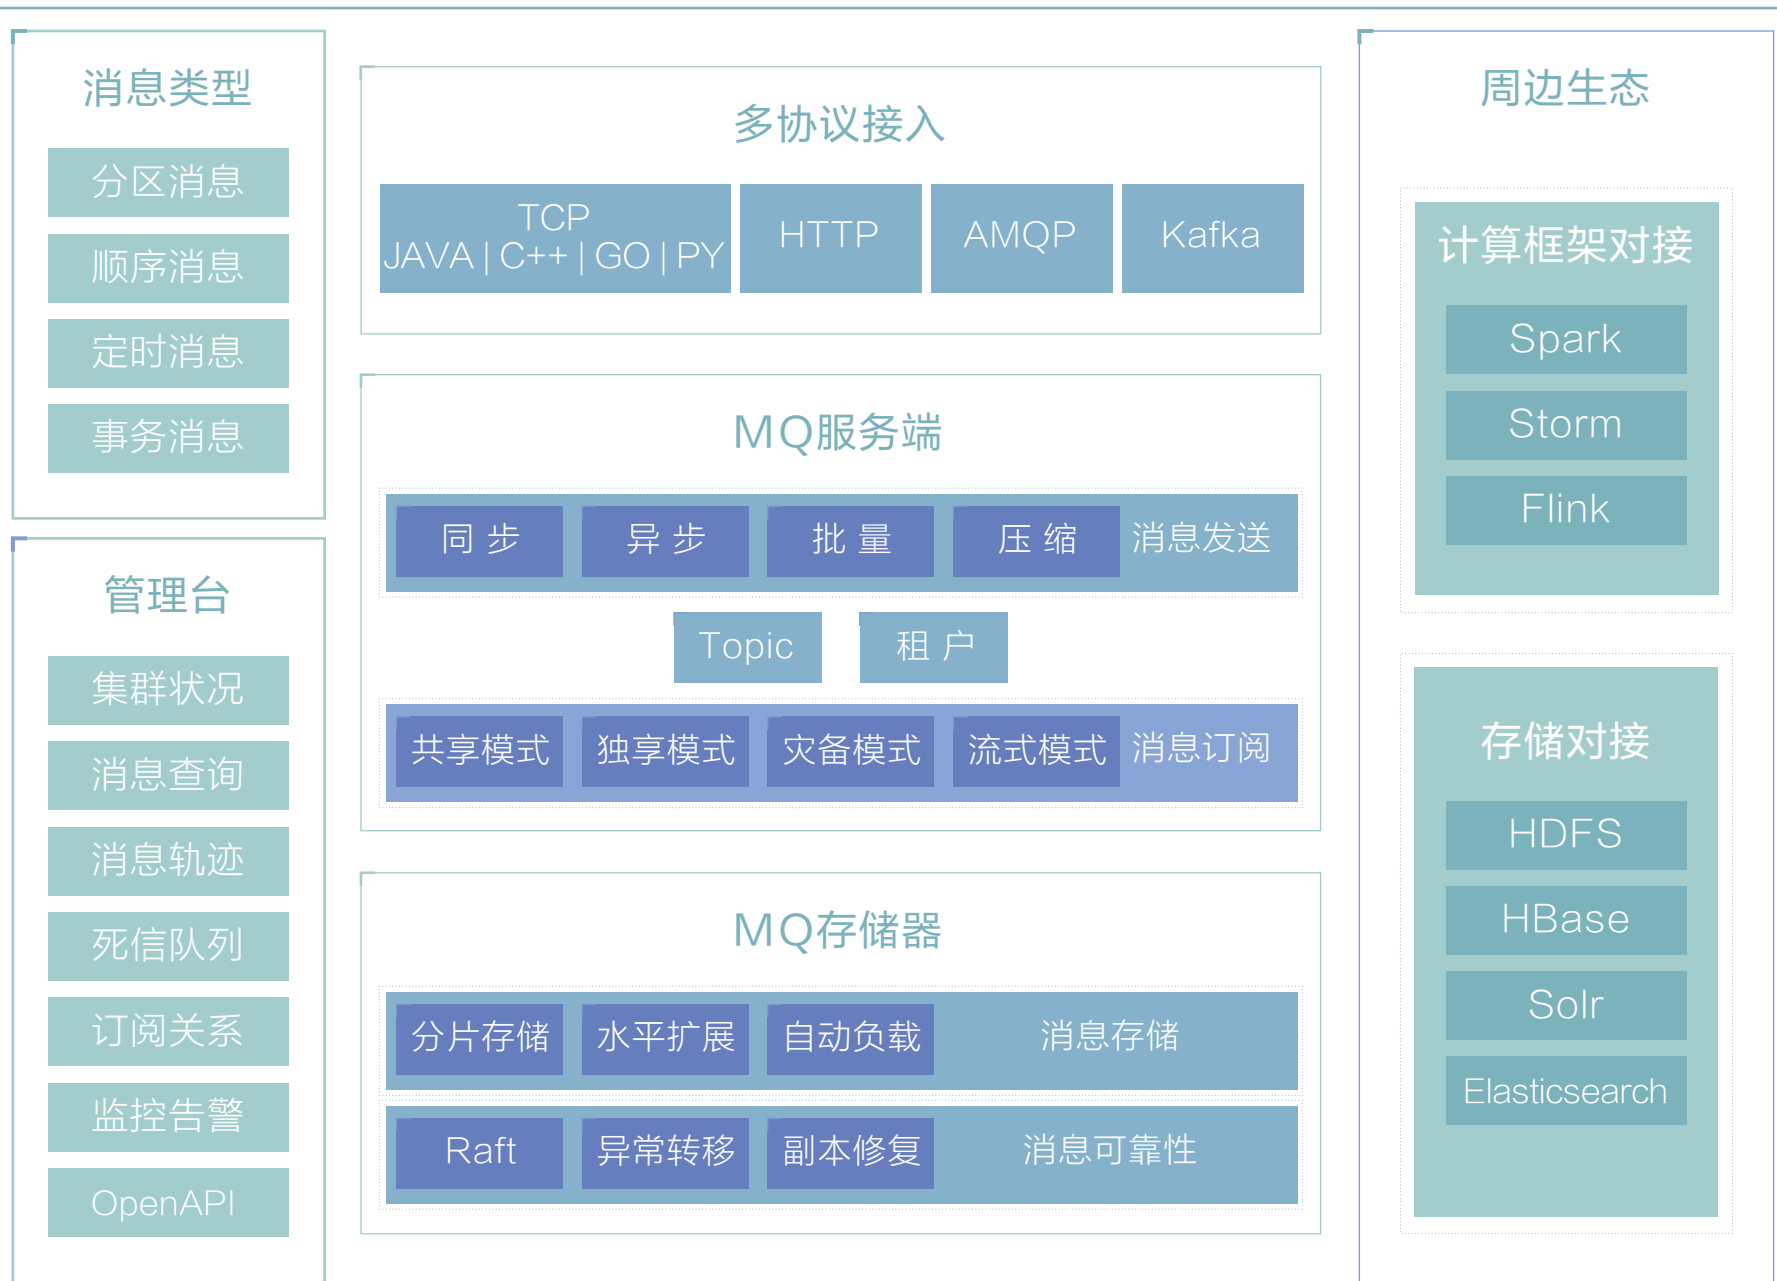 消息类型
分区消息
顺序消息
定时消息
事务消息
管理台
集群状况
消息查询
消息轨迹
死信队列
订阅关系
监控告警
OpenAPI
多协议接入
TCP
JAVA | C++ | GO | PY
HTTP
AMQP
Kafka
MQ服务端
同 步
异 步
批 量
压 缩
消息发送
Topic
租 户
共享模式
独享模式
灾备模式
流式模式
消息订阅
MQ存储器
分片存储
水平扩展
自动负载
消息存储
Raft
异常转移
副本修复
消息可靠性
周边生态
计算框架对接
Spark
Storm
Flink
存储对接
HDFS
HBase
Solr
Elasticsearch